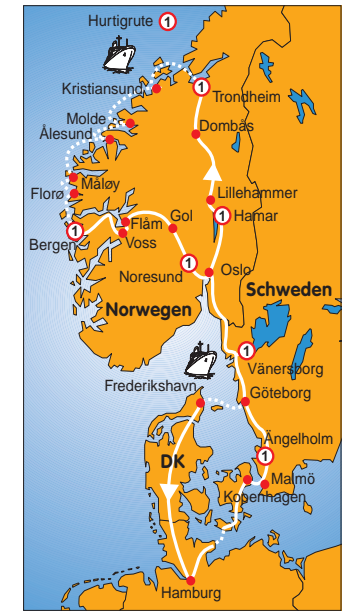 Hurtigrute 1
Kristiansund
1
Trondheim
Molde
Ålesund
Dombås
Måløy
Florø
Lillehammer
1
Hamar
1
Bergen
Flåm
Gol
Voss
Noresund
1
Oslo
Norwegen
Schweden
1
Vänersborg
Frederikshavn
Göteborg
Ängelholm
1
DK
Malmö
Kopenhagen
Hamburg